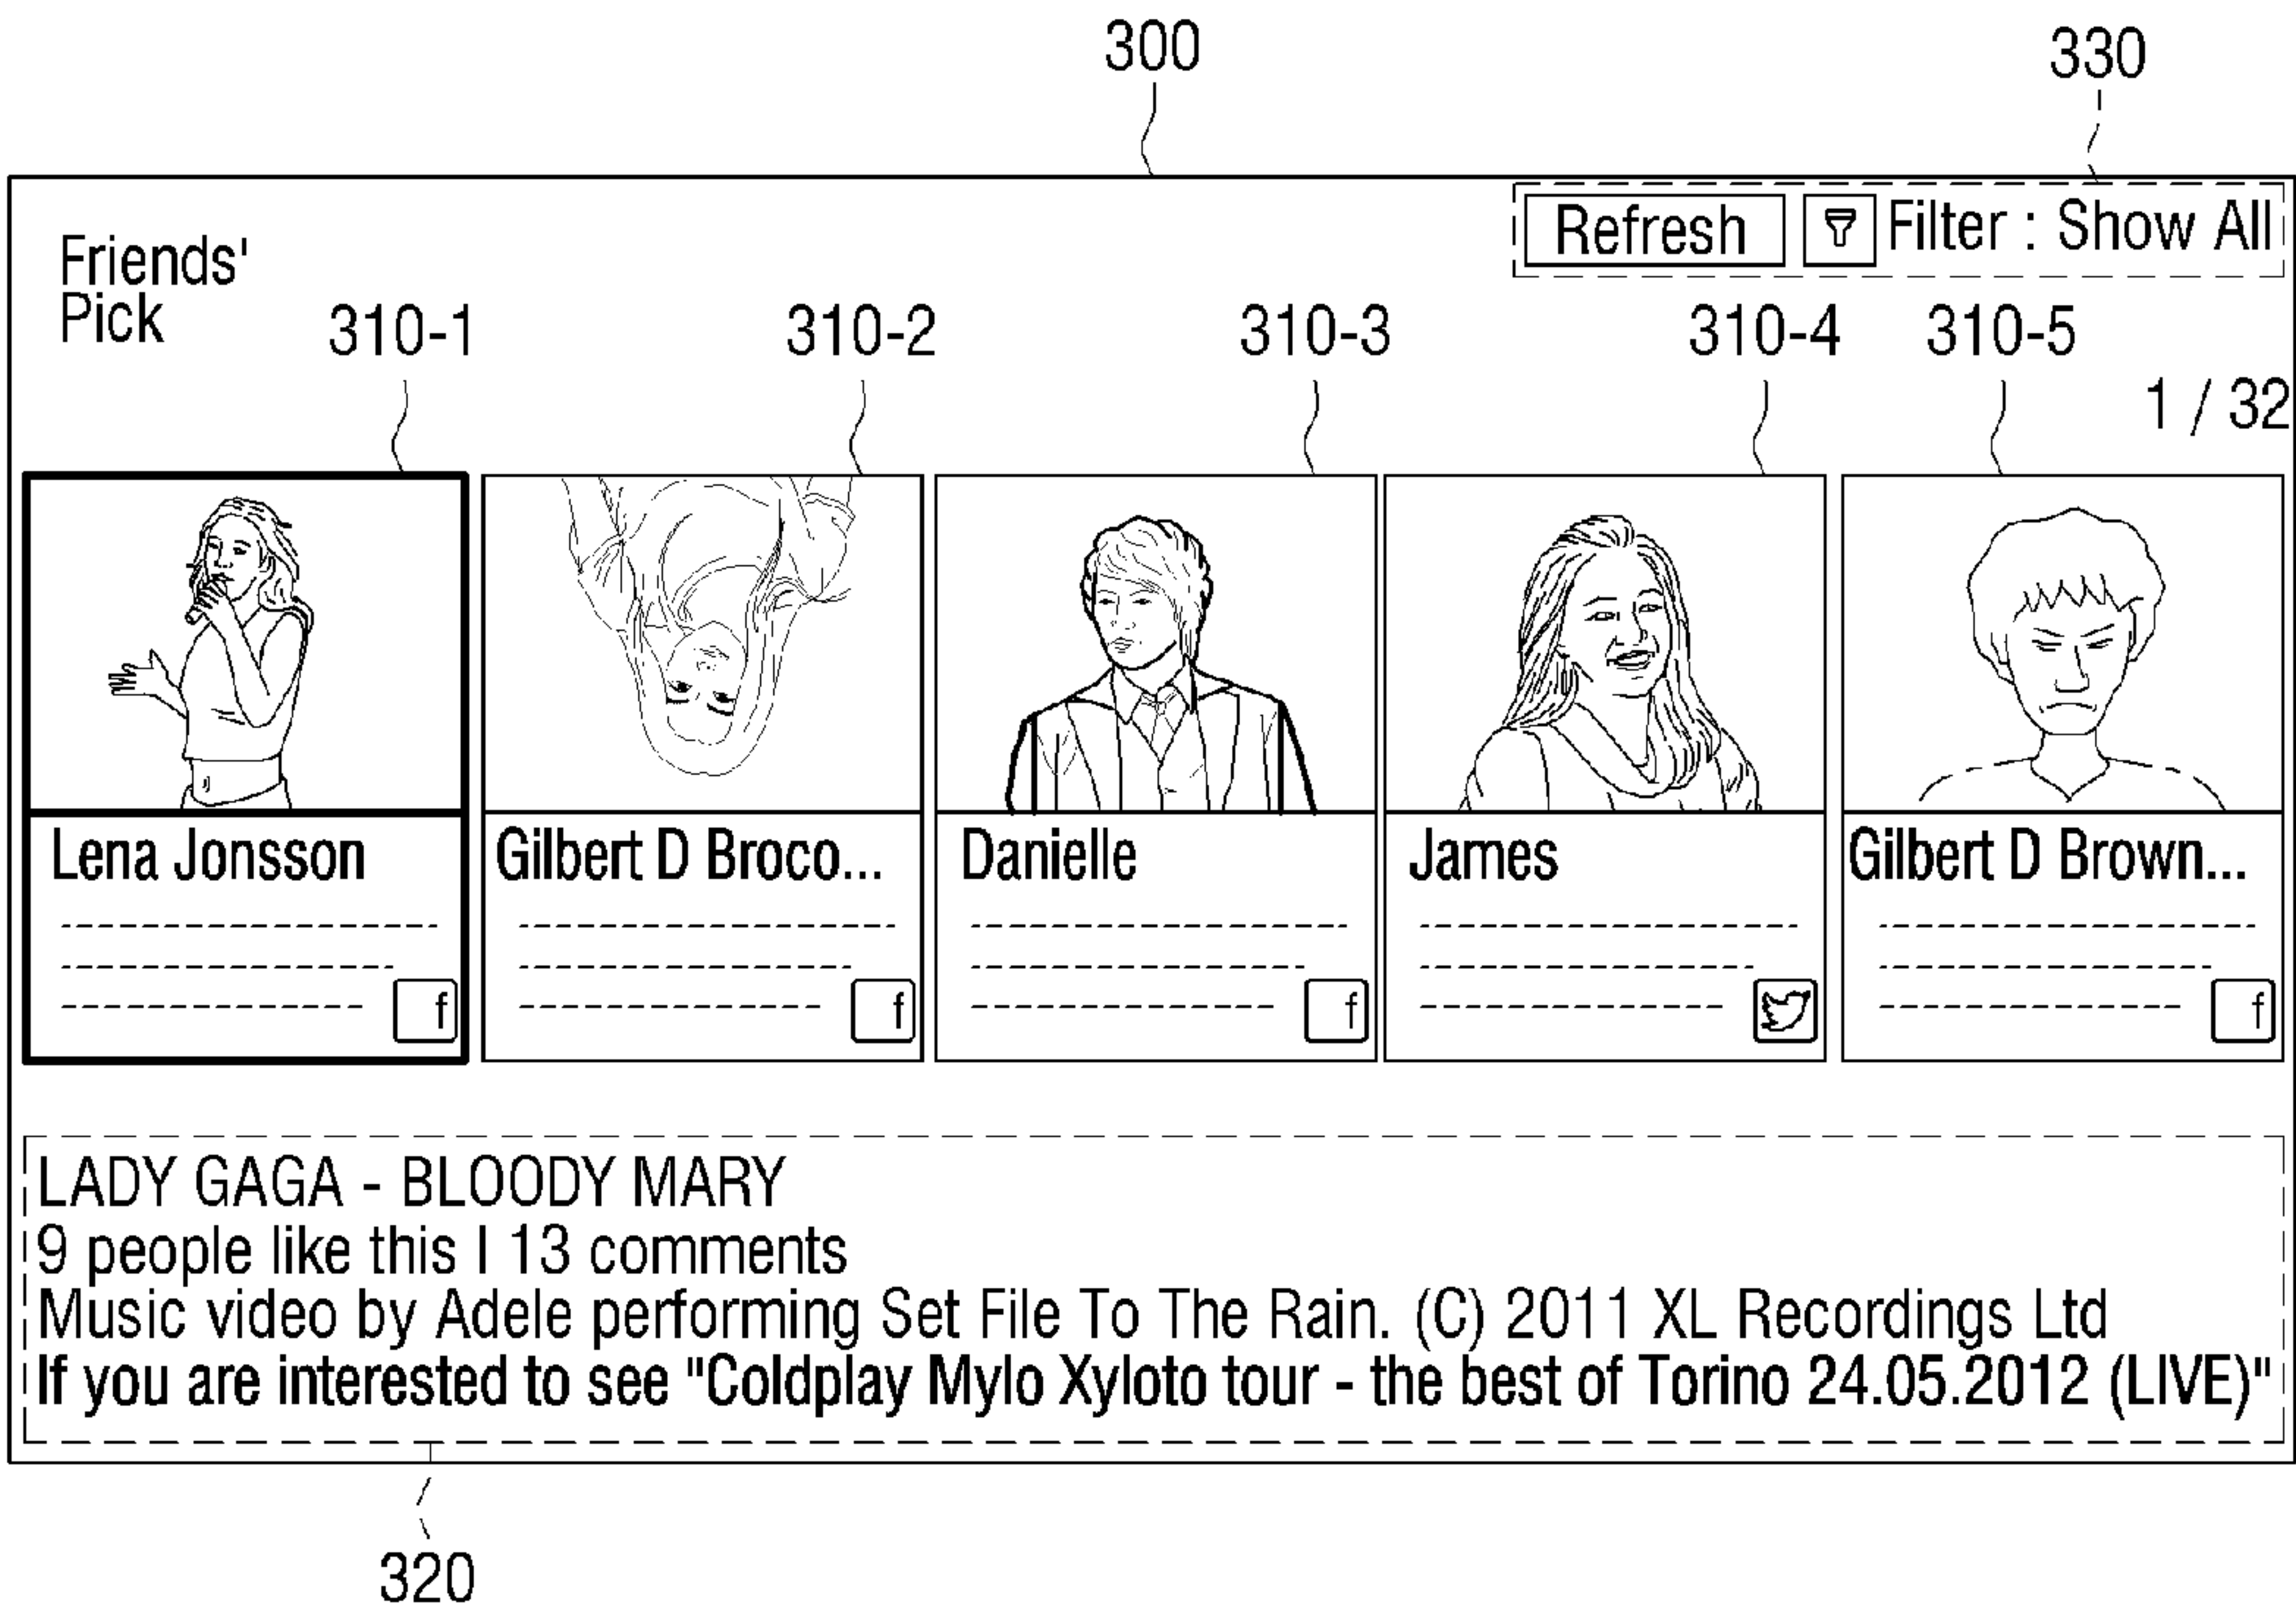 300
330
Refresh Filter : Show All
Friends'
Pick
310-1 310-2 310-3 310-4 310-5
1 / 32
Lena Jonsson Gilbert D Broco... Danielle James Gilbert D Brown...
f f f f
LADY GAGA - BLOODY MARY
9 people like this I 13 comments
Music video by Adele performing Set File To The Rain. (C) 2011 XL Recordings Ltd
If you are interested to see "Coldplay Mylo Xyloto tour - the best of Torino 24.05.2012 (LIVE)"
320